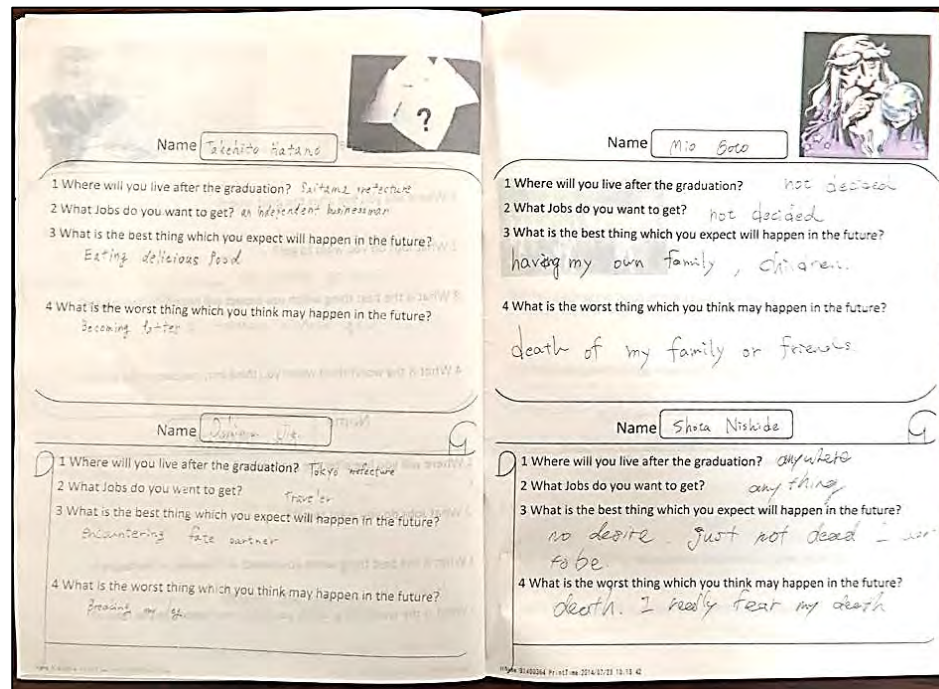 ?
Name Takehito Hatano
1 Where will you live after the graduation? Saitama prefecture
2 What Jobs do you want to get? an independent businessman
3 What is the best thing which you expect will happen in the future?
Eating delicious food
4 What is the worst thing which you think may happen in the future?
Becoming fatter
Name
1 Where will you live after the graduation? Tokyo prefecture
2 What Jobs do you want to get? Traveler
3 What is the best thing which you expect will happen in the future?
Encountering fate partner
4 What is the worst thing which you think may happen in the future?
my
Name Mio Goto
1 Where will you live after the graduation? not decided
2 What Jobs do you want to get? not decided
3 What is the best thing which you expect will happen in the future?
having my own family, children.
4 What is the worst thing which you think may happen in the future?
death of my family or friends
Name Shota Nishide
1 Where will you live after the graduation? anywhere
2 What Jobs do you want to get? anything
3 What is the best thing which you expect will happen in the future?
no desire. just not dead I want
to be.
4 What is the worst thing which you think may happen in the future?
death. I really fear my death